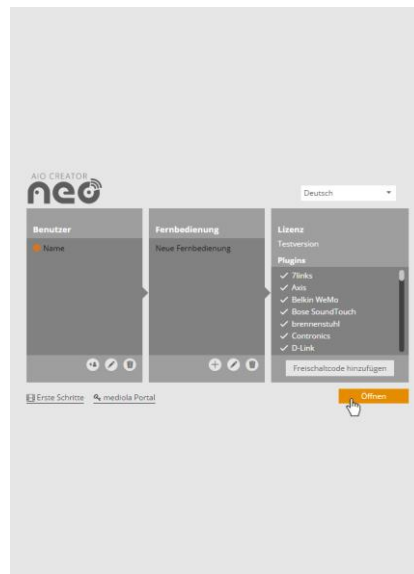 AIO CREATOR
neo
Deutsch
Benutzer
Name
Fernbedienung
Neue Fernbedienung
Lizenz
Testversion
Plugins
7links
Axis
Belkin WeMo
Bose SoundTouch
brennenstuhl
Contronics
D-Link
Freischaltcode hinzufügen
Erste Schritte
mediola Portal
Öffnen